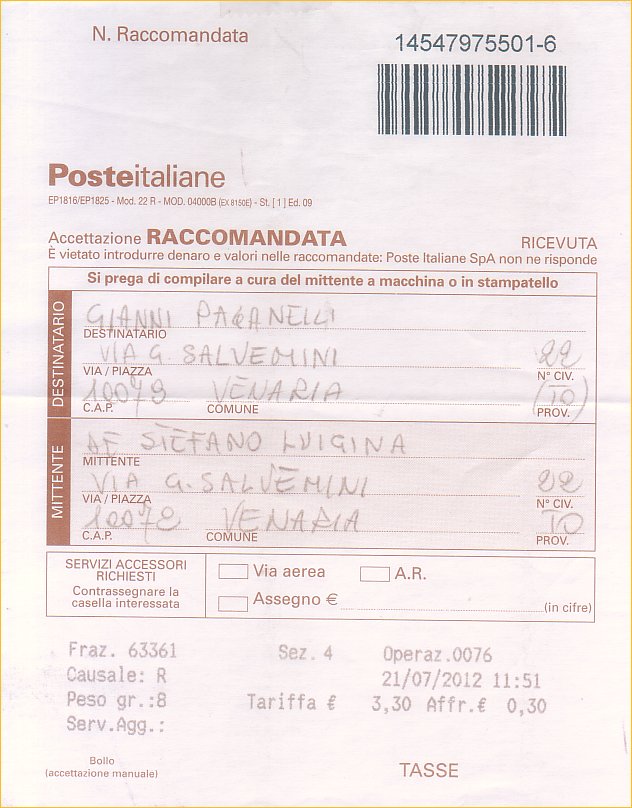 N. Raccomandata
14547975501-6
Posteitaliane
EP1816/EP1825 - Mod. 22 R - MOD. 04000B (EX 8150E) - St. [ 1 ] Ed. 09
Accettazione RACCOMANDATA RICEVUTA
È vietato introdurre denaro e valori nelle raccomandate: Poste Italiane SpA non ne risponde
Si prega di compilare a cura del mittente a macchina o in stampatello
DESTINATARIO
GIANNI PAGANELLI
DESTINATARIO
VIA G. SALVEMINI 22
VIA / PIAZZA N° CIV.
10078 VENARIA (TO)
C.A.P. COMUNE PROV.
MITTENTE
DE STEFANO LUIGINA
MITTENTE
VIA G. SALVEMINI 22
VIA / PIAZZA N° CIV.
10078 VENARIA TO
C.A.P. COMUNE PROV.
SERVIZI ACCESSORI
RICHIESTI
Contrassegnare la
casella interessata
Via aerea A.R.
Assegno € (in cifre)
Fraz. 63361 Sez. 4 Operaz.0076
Causale: R 21/07/2012 11:51
Peso gr.:8 Tariffa € 3,30 Affr.€ 0,30
Serv.Agg.:
Bollo
(accettazione manuale)
TASSE